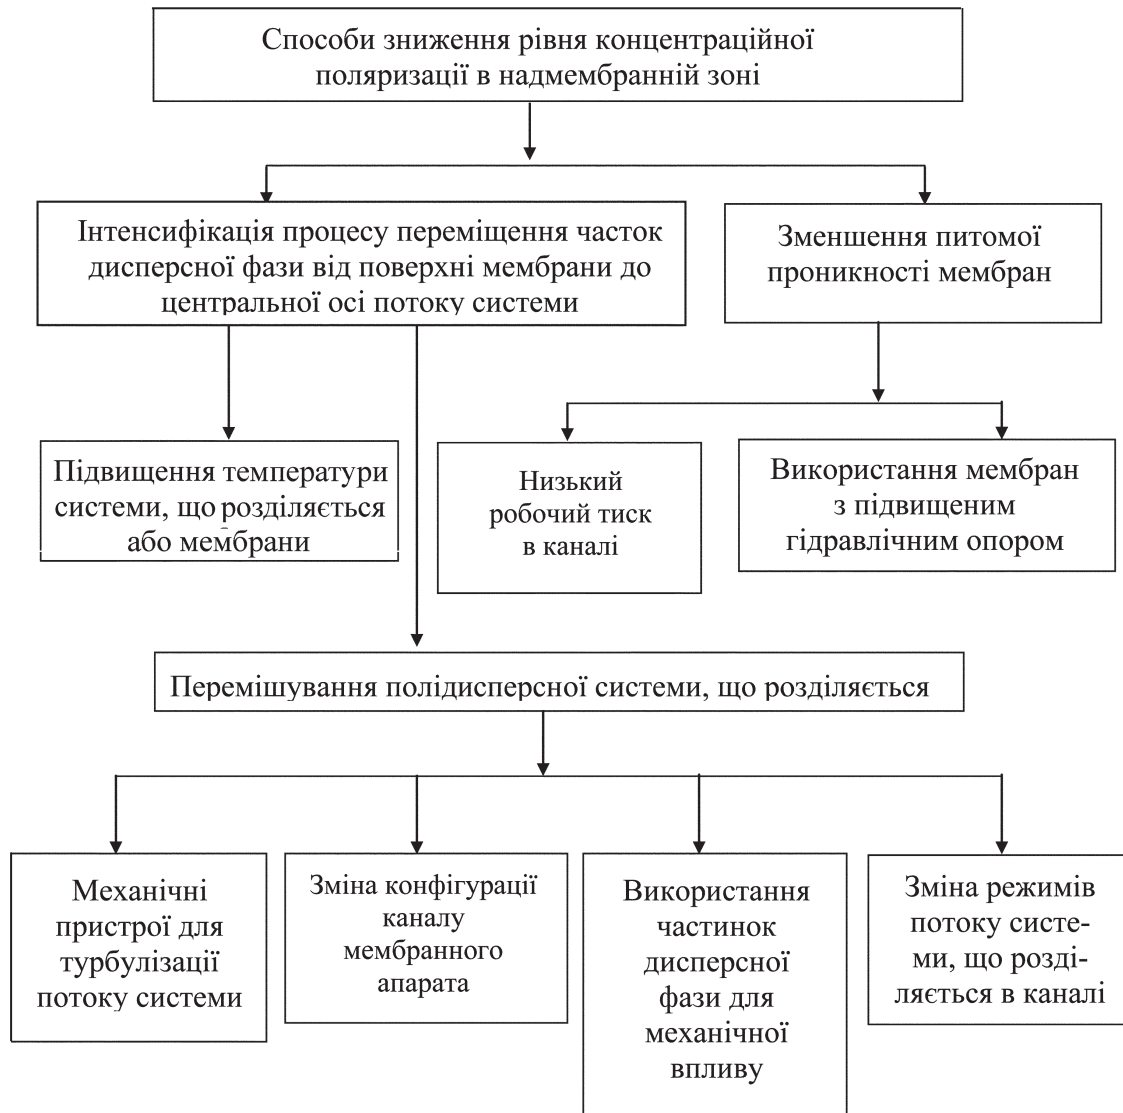 Способи зниження рівня концентраційної
поляризації в надмембранній зоні
Інтенсифікація процесу переміщення часток
дисперсної фази від поверхні мембрани до
центральної осі потоку системи
Зменшення питомої
проникності мембран
Підвищення температури
системи, що розділяється
або мембрани
Низький
робочий тиск
в каналі
Використання мембран
з підвищеним
гідравлічним опором
Перемішування полідисперсної системи, що розділяється
Механічні
пристрої для
турбулізації
потоку системи
Зміна конфігурації
каналу
мембранного
апарата
Використання
частинок
дисперсної
фази для
механічної
впливу
Зміна режимів
потоку систе-
ми, що розді-
ляється в каналі